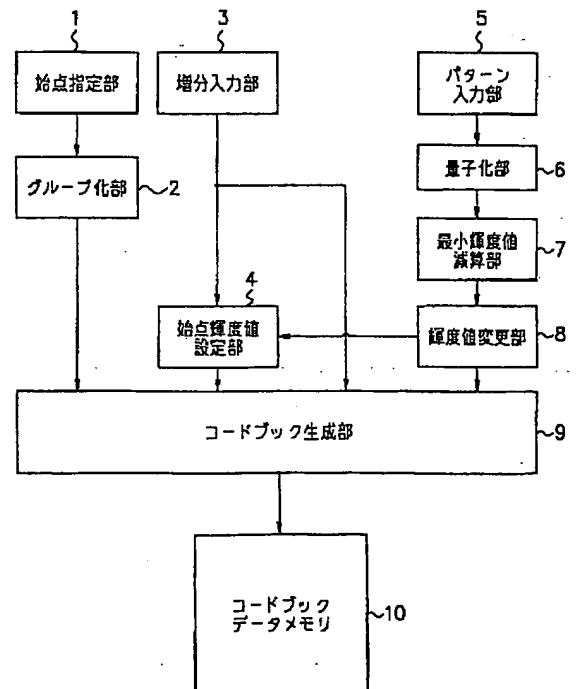 1
3
5
始点指定部
増分入力部
パターン
入力部
グループ化部
2
量子化部
6
最小輝度値
減算部
7
4
始点輝度値
設定部
輝度値変更部
8
コードブック生成部
9
コードブック
データメモリ
10